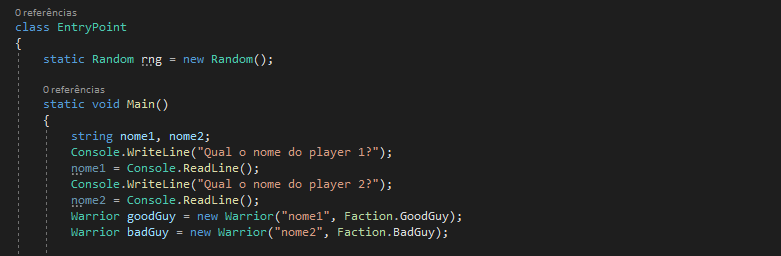 0 referências
class EntryPoint
{
static Random rng = new Random();
0 referências
static void Main()
{
string nome1, nome2;
Console.WriteLine("Qual o nome do player 1?");
nome1 = Console.ReadLine();
Console.WriteLine("Qual o nome do player 2?");
nome2 = Console.ReadLine();
Warrior goodGuy = new Warrior("nome1", Faction.GoodGuy);
Warrior badGuy = new Warrior("nome2", Faction.BadGuy);